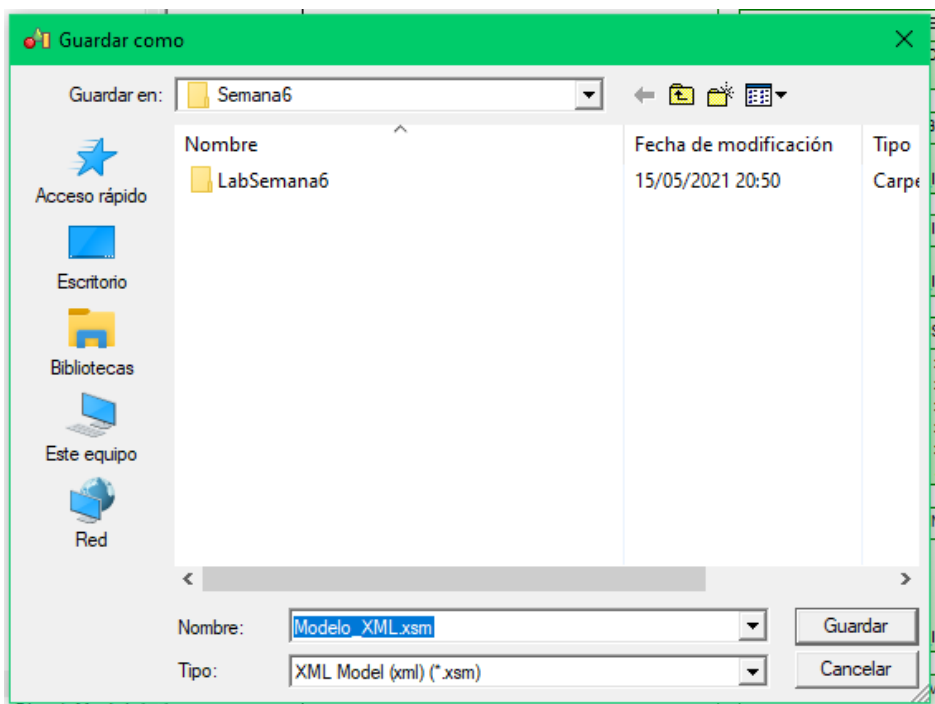 Guardar como
Guardar en: Semana6
Nombre Fecha de modificación Tipo
LabSemana6 15/05/2021 20:50 Carpe
Acceso rápido
Escritorio
Bibliotecas
Este equipo
Red
Nombre: Modelo_XML.xsm Guardar
Tipo: XML Model (xml) (*.xsm) Cancelar